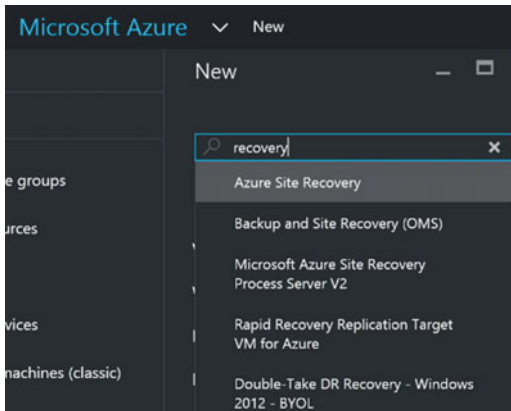 Microsoft Azure New
New
recovery
e groups
Azure Site Recovery
urces
Backup and Site Recovery (OMS)
Microsoft Azure Site Recovery
Process Server V2
vices
Rapid Recovery Replication Target
VM for Azure
nachines (classic)
Double-Take DR Recovery - Windows
2012 - BYOL